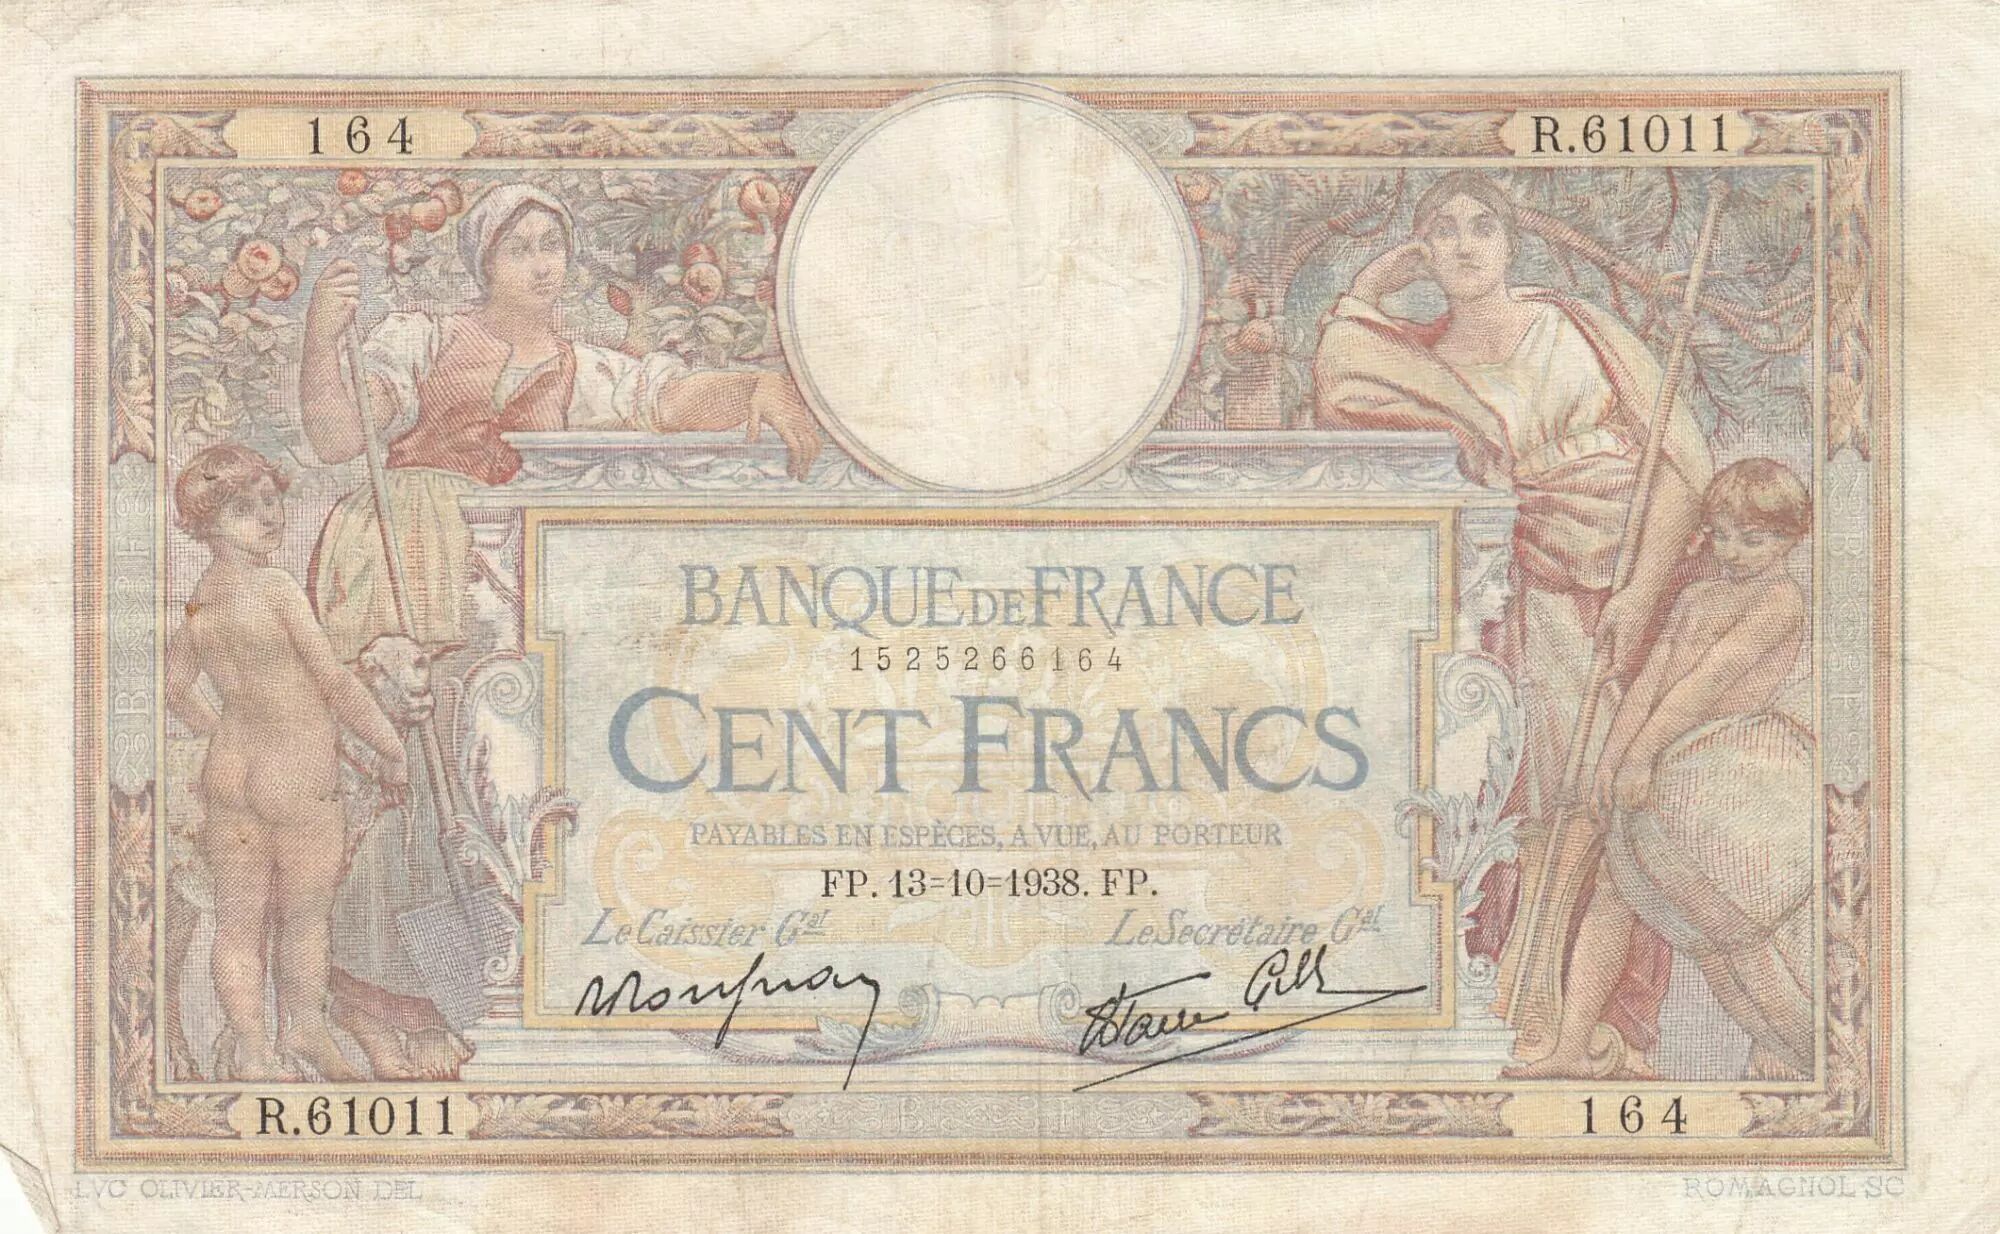 164
R.61011
BANQUE DE FRANCE
1525266164
CENT FRANCS
PAYABLES EN ESPÈCES, A VUE, AU PORTEUR
FP. 13=10=1938. FP.
Le Caissier Gal
Le Secrétaire Gal
R.61011
164
LVC OLIVIER-MERSON DEL
ROMAGNOL SC